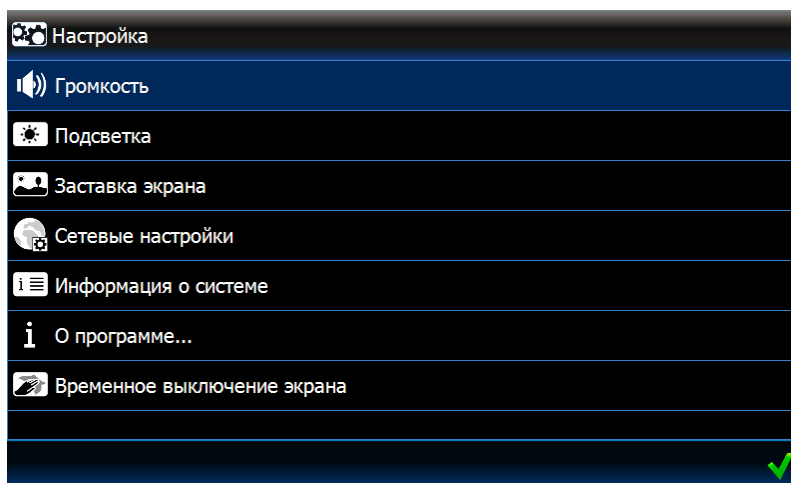 Настройка
Громкость
Подсветка
Заставка экрана
Сетевые настройки
Информация о системе
О программе...
Временное выключение экрана